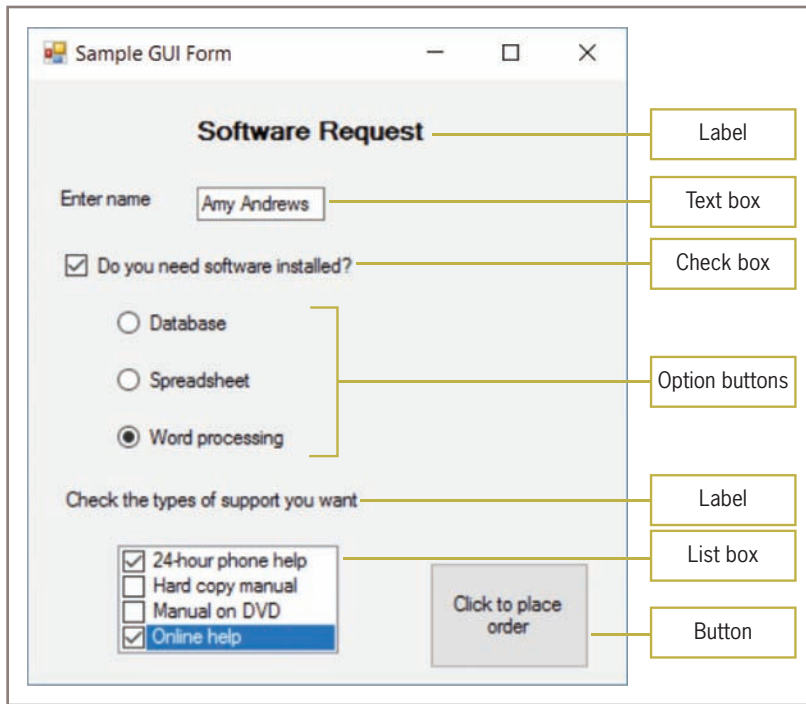 Sample GUI Form
Software Request
Label
Enter name
Amy Andrews
Text box
Do you need software installed?
Check box
Database
Spreadsheet
Option buttons
Word processing
Check the types of support you want
Label
24-hour phone help
List box
Hard copy manual
Manual on DVD
Online help
Click to place
order
Button